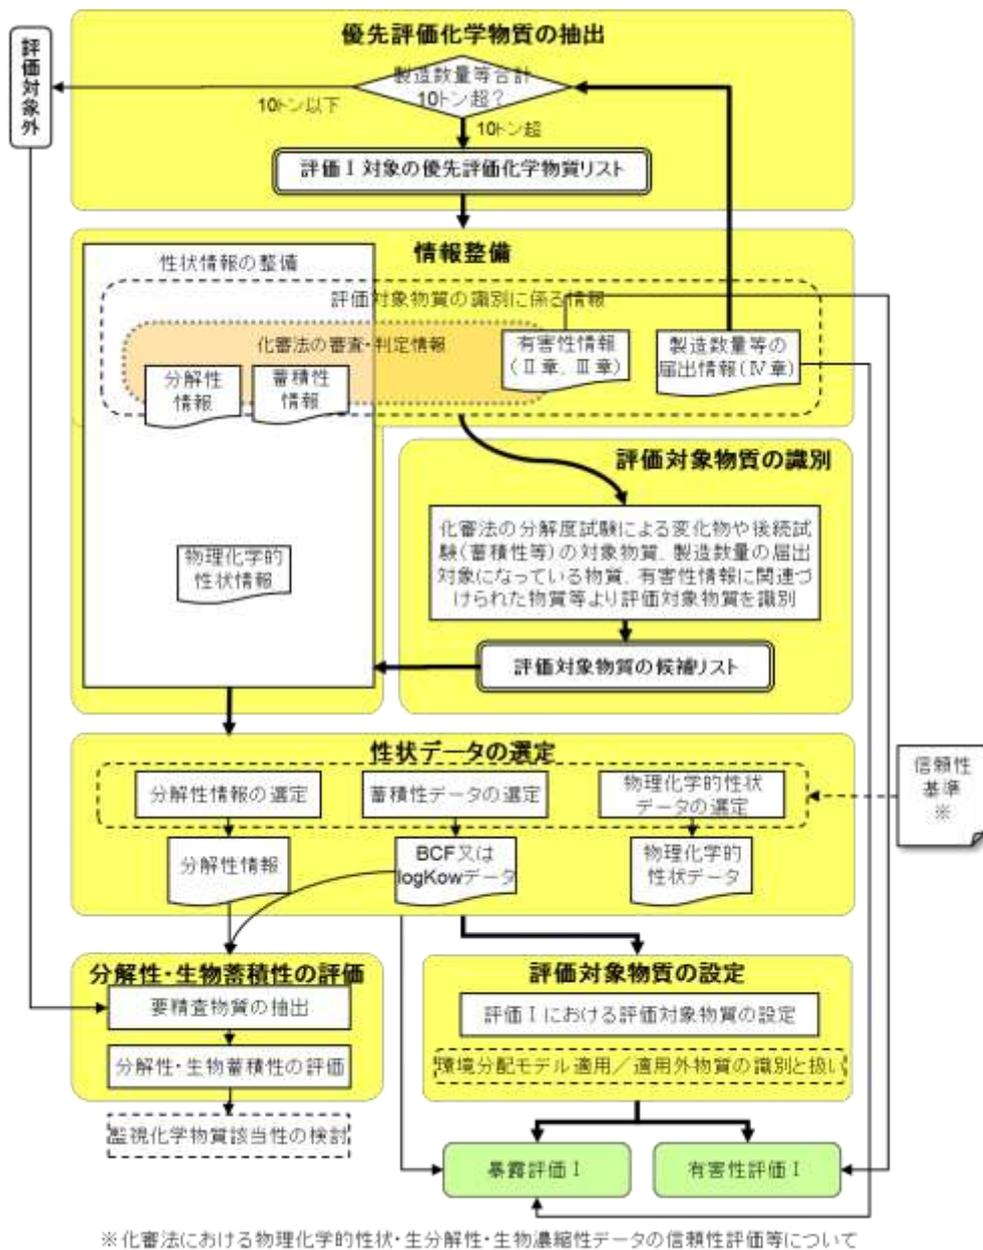 優先評価化学物質の抽出
評価対象外
製造数量等合計
10トン超?
10トン以下
10トン超
評価Ⅰ対象の優先評価化学物質リスト
情報整備
性状情報の整備
評価対象物質の識別に係る情報
化審法の審査・判定情報
分解性
情報
蓄積性
情報
有害性情報
(Ⅱ章、Ⅲ章)
製造数量等の
届出情報(Ⅳ章)
物理化学的
性状情報
評価対象物質の識別
化審法の分解度試験による変化物や後続試
験(蓄積性等)の対象物質、製造数量の届出
対象になっている物質、有害性情報に関連づ
けられた物質等より評価対象物質を識別
評価対象物質の候補リスト
性状データの選定
分解性情報の選定
蓄積性データの選定
物理化学的性状
データの選定
信頼性
基準
※
分解性情報
BCF又は
logKowデータ
物理化学的
性状データ
分解性・生物蓄積性の評価
要精査物質の抽出
分解性・生物蓄積性の評価
監視化学物質該当性の検討
評価対象物質の設定
評価Ⅰにおける評価対象物質の設定
環境分配モデル適用／適用外物質の識別と扱い
暴露評価Ⅰ
有害性評価Ⅰ
※化審法における物理化学的性状・生分解性・生物濃縮性データの信頼性評価等について